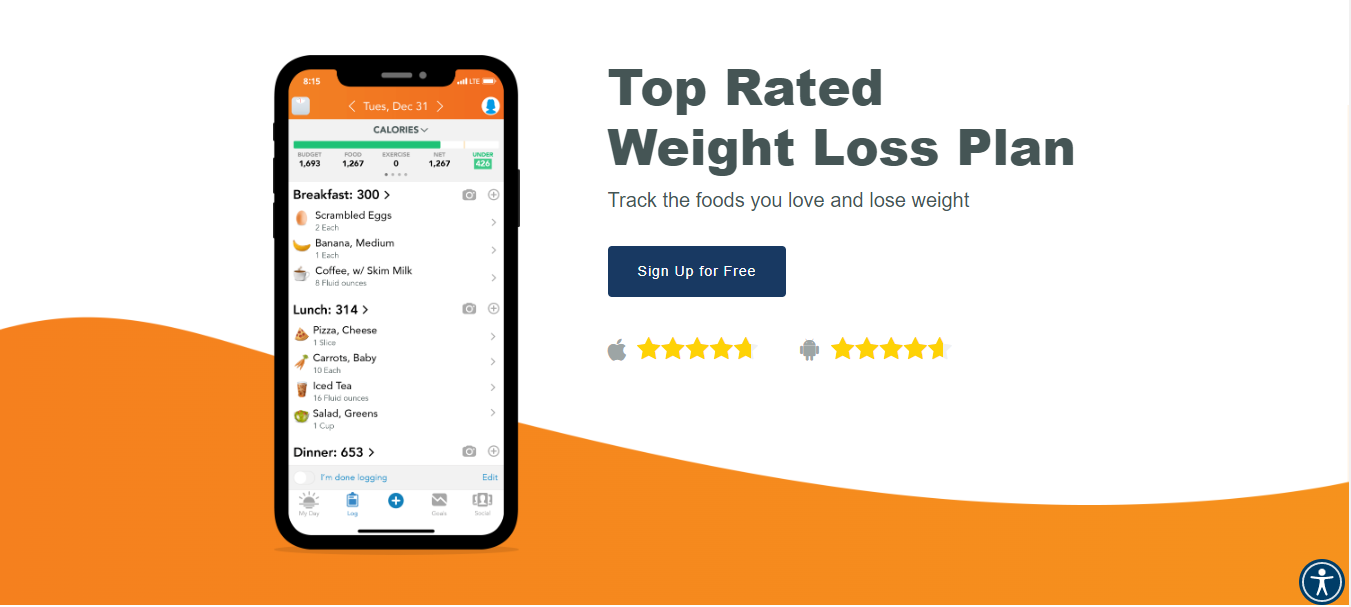 8:15
LTE
Tues, Dec 31
CALORIES
BUDGET FOOD EXERCISE NET UNDER
1,693 1,267 0 1,267 426
Breakfast: 300
Scrambled Eggs
2 Each
Banana, Medium
1 Each
Coffee, w/ Skim Milk
8 Fluid ounces
Lunch: 314
Pizza, Cheese
1 Slice
Carrots, Baby
10 Each
Iced Tea
16 Fluid ounces
Salad, Greens
1 Cup
Dinner: 653
I'm done logging Edit
My Day Log Goals Social
Top Rated
Weight Loss Plan
Track the foods you love and lose weight
Sign Up for Free